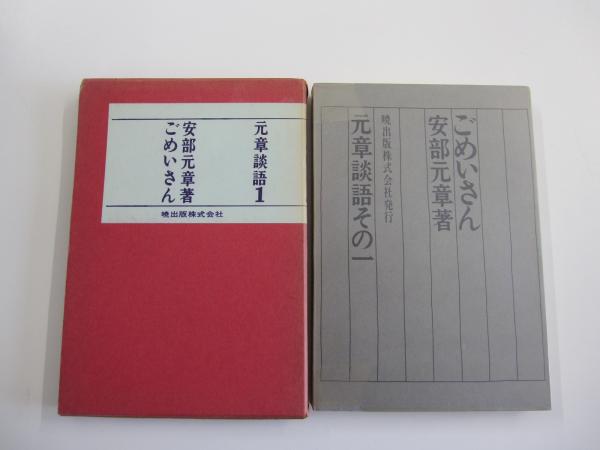 元章談語1
安部元章著
ごめいさん
曉出版株式会社
ごめいさん
安部元章著
曉出版株式会社発行
元章談語その一